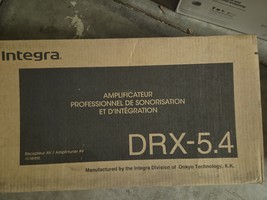 Integra
AMPLIFICATEUR
PROFESSIONNEL DE SONORISATION
ET D'INTÉGRATION
DRX-5.4
Manufactured by the Integra Division of Onkyo Technology, K.K.